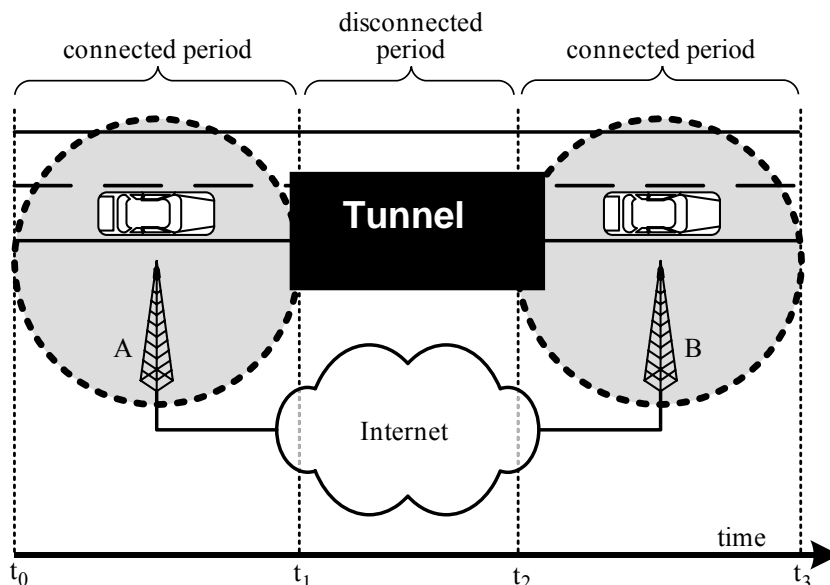 disconnected
connected period
period
connected period
Tunnel
A
B
Internet
time
t0
t1
t2
t3